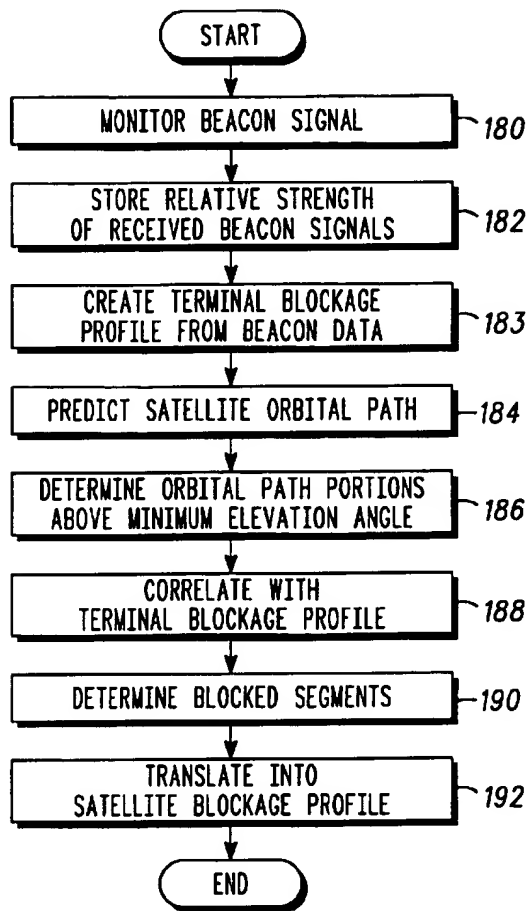 START
MONITOR BEACON SIGNAL
180
STORE RELATIVE STRENGTH
OF RECEIVED BEACON SIGNALS
182
CREATE TERMINAL BLOCKAGE
PROFILE FROM BEACON DATA
183
PREDICT SATELLITE ORBITAL PATH
184
DETERMINE ORBITAL PATH PORTIONS
ABOVE MINIMUM ELEVATION ANGLE
186
CORRELATE WITH
TERMINAL BLOCKAGE PROFILE
188
DETERMINE BLOCKED SEGMENTS
190
TRANSLATE INTO
SATELLITE BLOCKAGE PROFILE
192
END